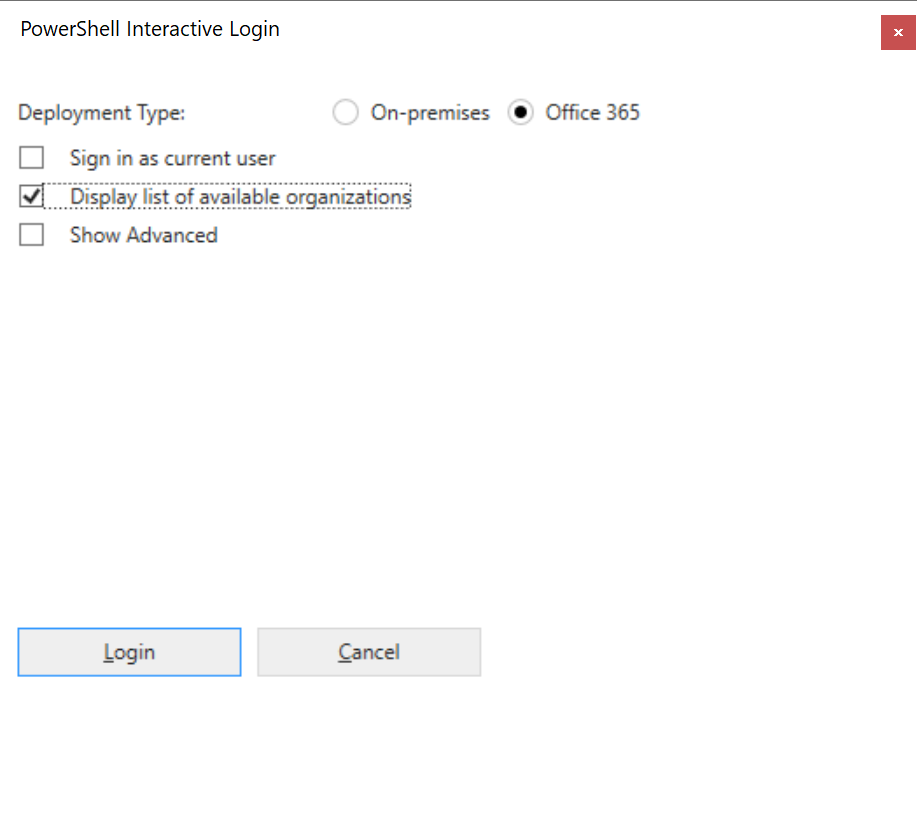 PowerShell Interactive Login
×
Deployment Type: On-premises Office 365
Sign in as current user
Display list of available organizations
Show Advanced
Login Cancel